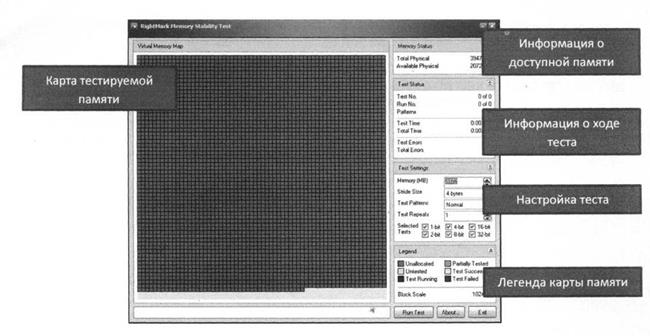 RightMark Memory Stability Test
Virtual Memory Map
Memory Status
Total Physical 3947
Available Physical 2072
Информация о доступной памяти
Карта тестируемой памяти
Test Status
Test No. 0 of 0
Run No. 0 of 0
Patterns
Test Time 0:00
Total Time 0:00
Test Errors
Total Errors
Информация о ходе теста
Test Settings
Memory (MB)
Stride Size 4 bytes
Test Patterns Normal
Test Repeats 1
Selected Tests 1-bit 4-bit 16-bit
2-bit 8-bit 32-bit
Настройка теста
Legend
Unallocated Partially Tested
Untested Test Succe
Test Running Test Failed
Block Scale 1024
Легенда карты памяти
Run Test About... Exit